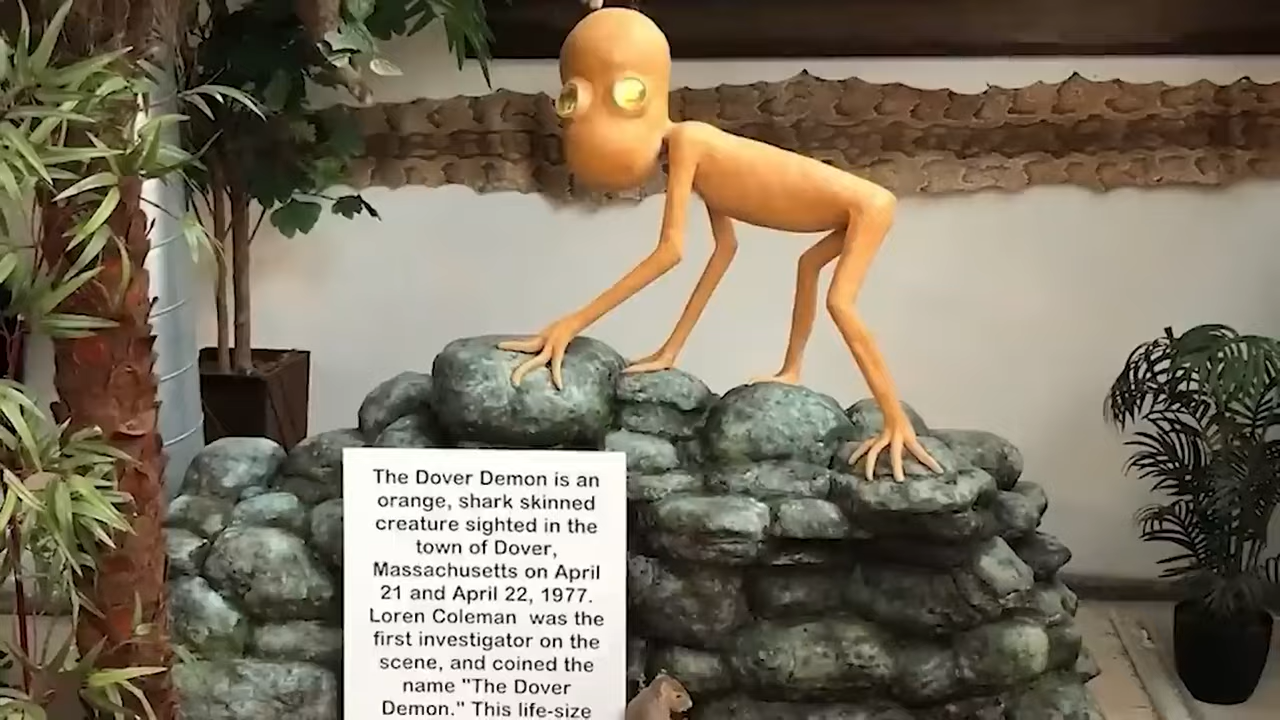 The Dover Demon is an
orange, shark skinned
creature sighted in the
town of Dover,
Massachusetts on April
21 and April 22, 1977.
Loren Coleman was the
first investigator on the
scene, and coined the
name "The Dover
Demon." This life-size